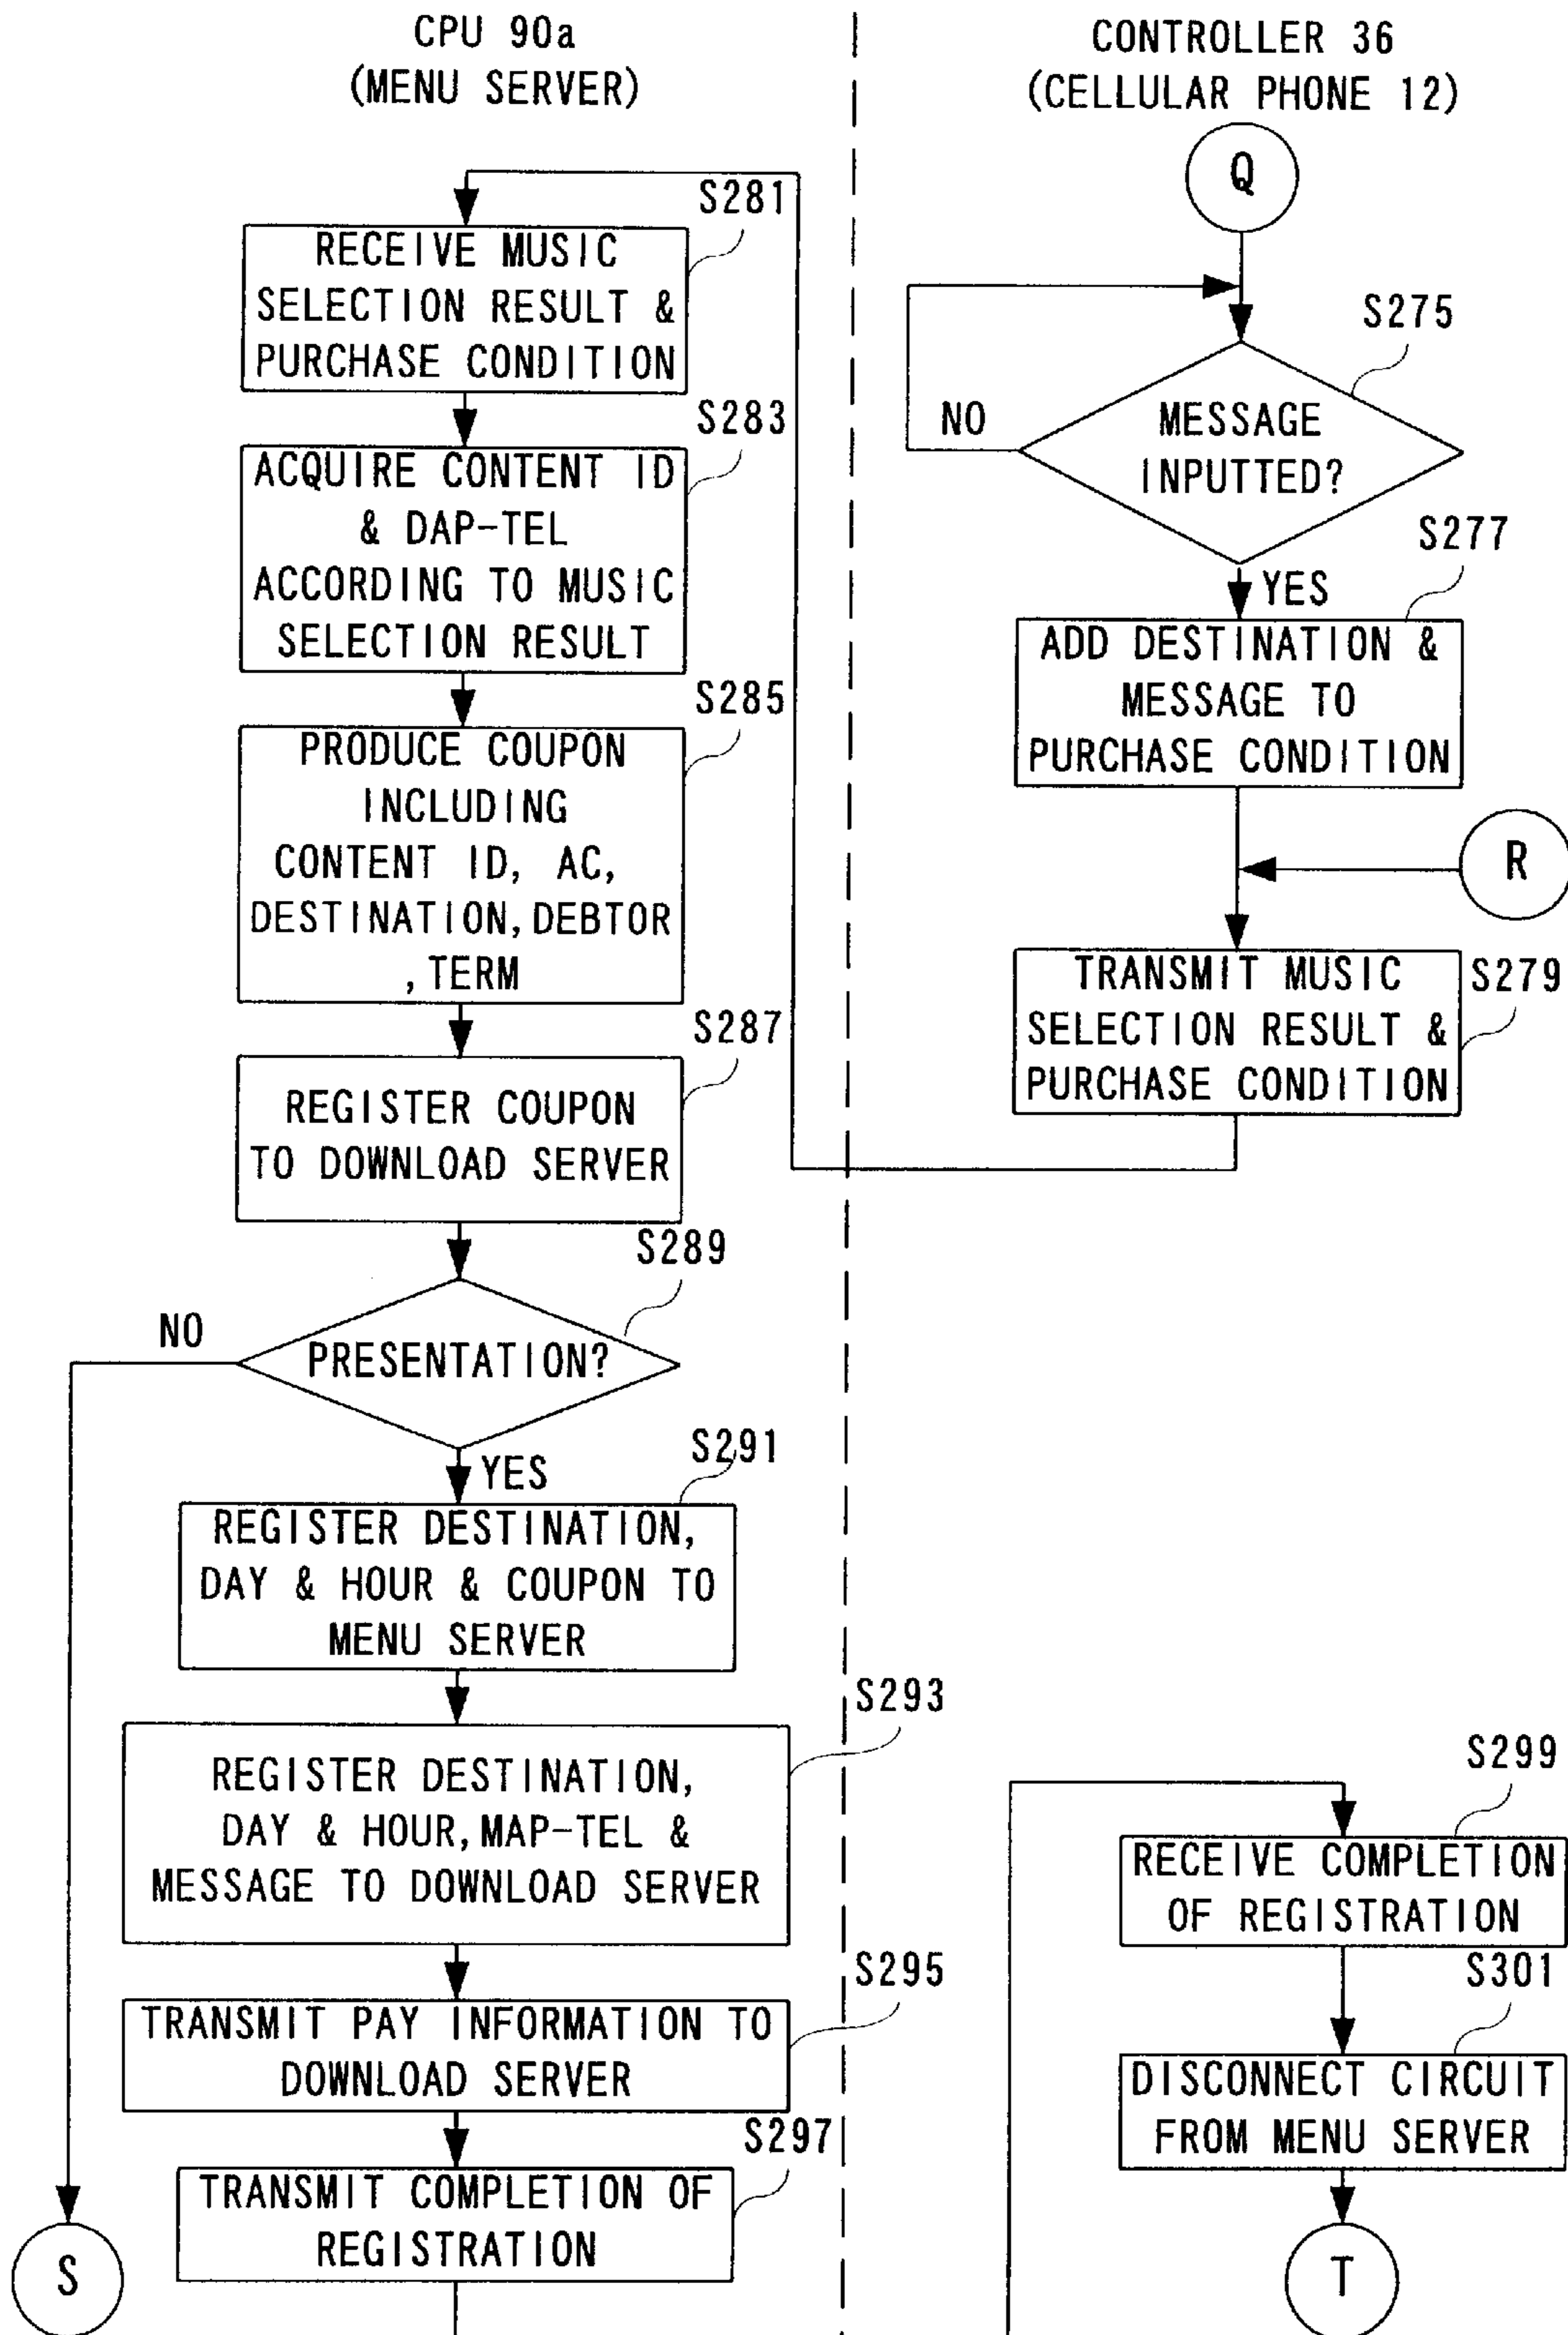 CPU 90a
(MENU SERVER)
S281
RECEIVE MUSIC
SELECTION RESULT &
PURCHASE CONDITION
S283
ACQUIRE CONTENT ID
& DAP-TEL
ACCORDING TO MUSIC
SELECTION RESULT
S285
PRODUCE COUPON
INCLUDING
CONTENT ID, AC,
DESTINATION, DEBTOR
, TERM
S287
REGISTER COUPON
TO DOWNLOAD SERVER
S289
NO
PRESENTATION?
YES
S291
REGISTER DESTINATION,
DAY & HOUR & COUPON TO
MENU SERVER
S293
REGISTER DESTINATION,
DAY & HOUR, MAP-TEL &
MESSAGE TO DOWNLOAD SERVER
S295
TRANSMIT PAY INFORMATION TO
DOWNLOAD SERVER
S297
TRANSMIT COMPLETION OF
REGISTRATION
S
CONTROLLER 36
(CELLULAR PHONE 12)
Q
S275
NO
MESSAGE
INPUTTED?
YES
S277
ADD DESTINATION &
MESSAGE TO
PURCHASE CONDITION
R
S279
TRANSMIT MUSIC
SELECTION RESULT &
PURCHASE CONDITION
S299
RECEIVE COMPLETION
OF REGISTRATION
S301
DISCONNECT CIRCUIT
FROM MENU SERVER
T